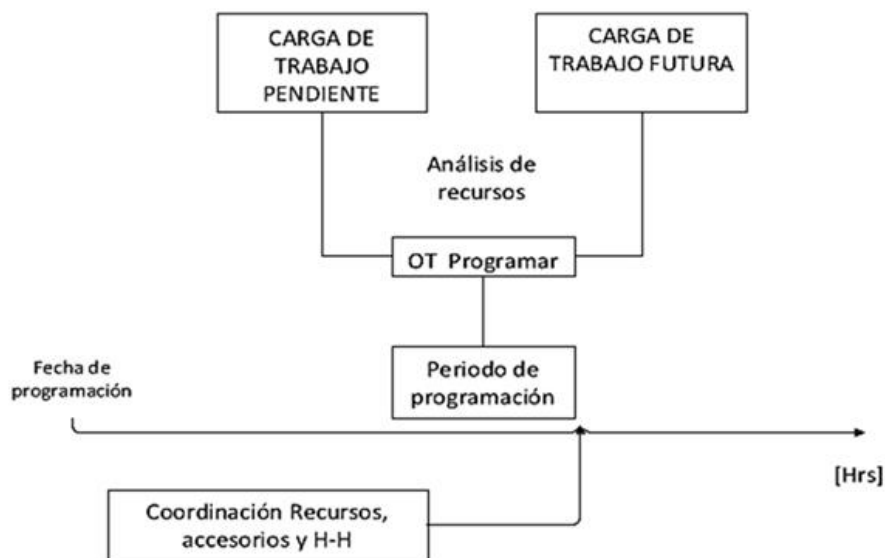 CARGA DE
TRABAJO
PENDIENTE
CARGA DE
TRABAJO FUTURA
Análisis de
recursos
OT Programar
Periodo de
programación
Fecha de
programación
[Hrs]
Coordinación Recursos,
accesorios y H-H